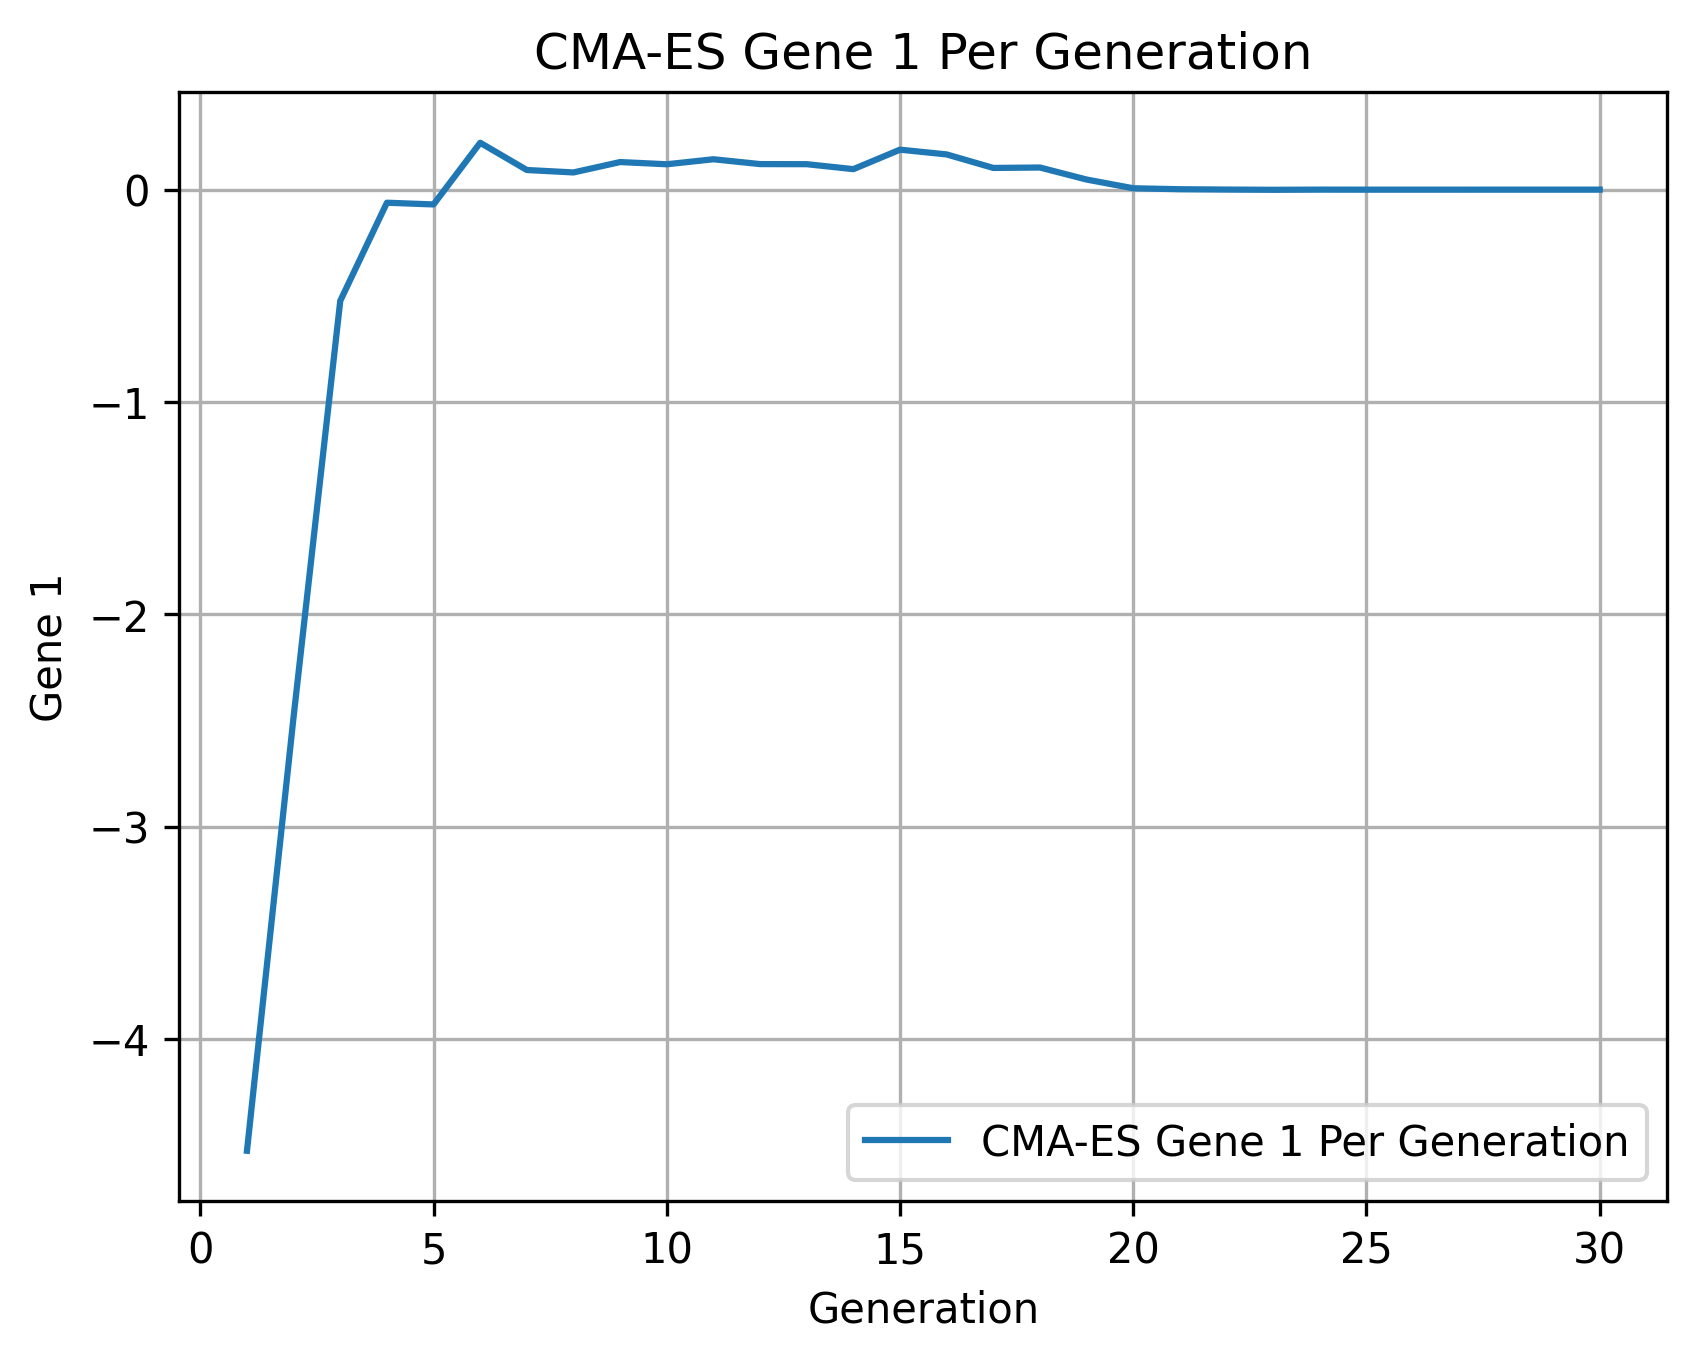 CMA-ES Gene 1 Per Generation
Gene 1
0
−1
−2
−3
−4
CMA-ES Gene 1 Per Generation
0 5 10 15 20 25 30
Generation